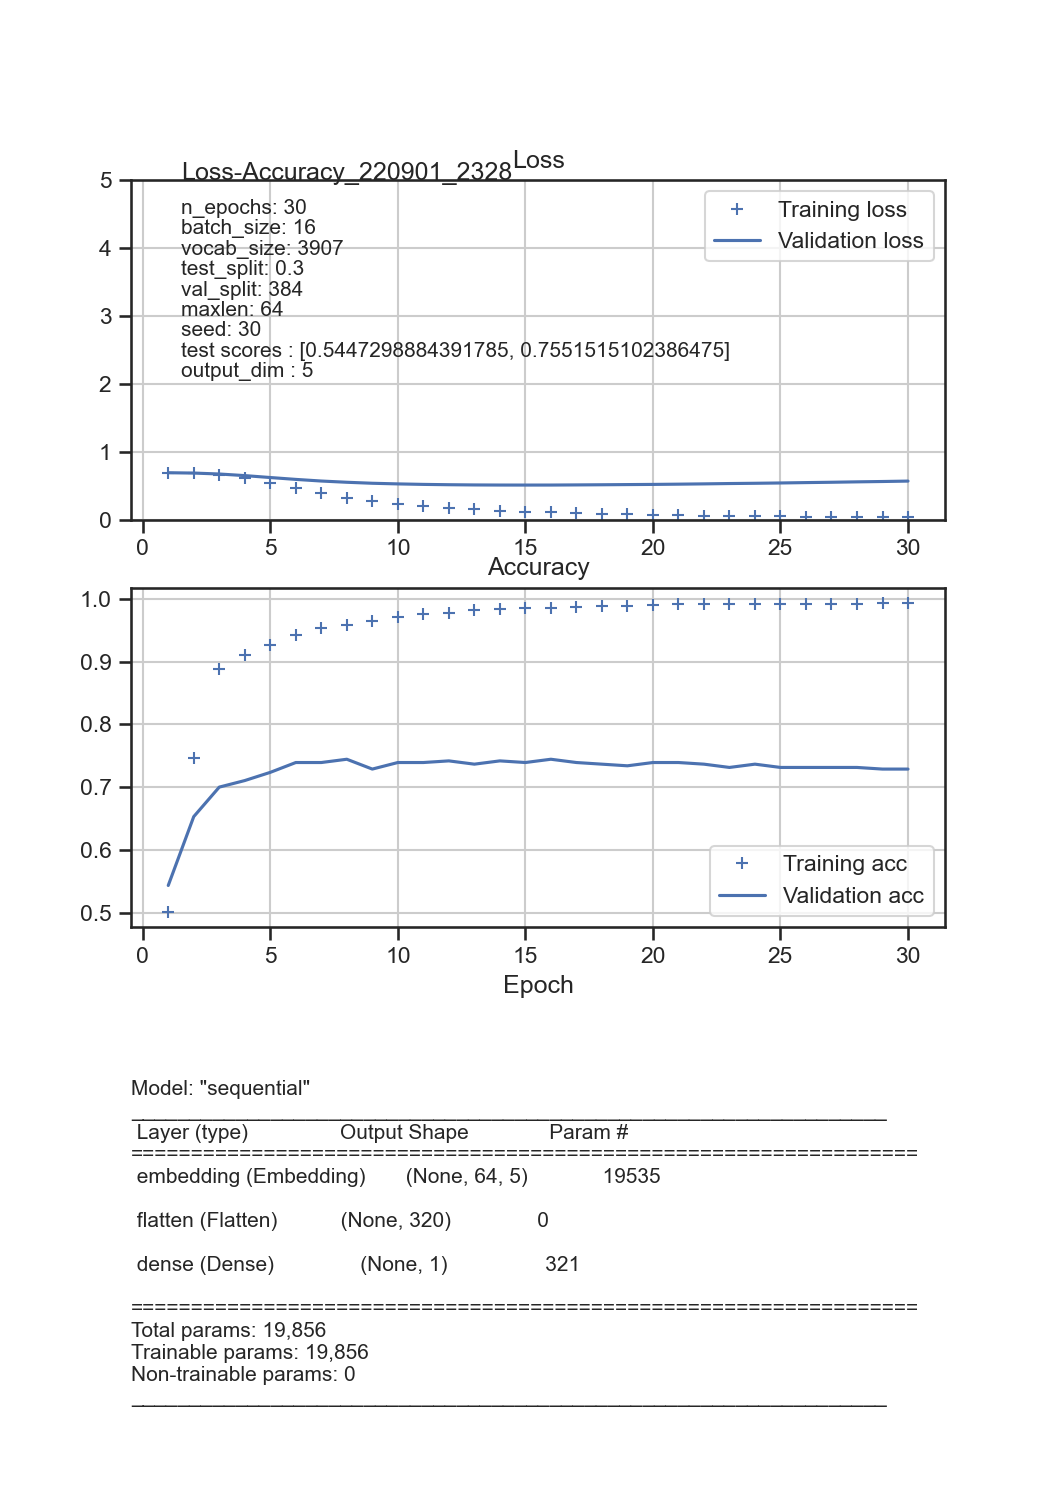 Loss
Loss-Accuracy_220901_2328
5
4
3
2
1
0
n_epochs: 30
batch_size: 16
vocab_size: 3907
test_split: 0.3
val_split: 384
maxlen: 64
seed: 30
test scores : [0.5447298884391785, 0.7551515102386475]
output_dim : 5
Training loss
Validation loss
0 5 10 15 20 25 30
Accuracy
1.0
0.9
0.8
0.7
0.6
0.5
Training acc
Validation acc
0 5 10 15 20 25 30
Epoch
Model: "sequential"
_________________________________________________________________
Layer (type) Output Shape Param #
=================================================================
embedding (Embedding) (None, 64, 5) 19535
flatten (Flatten) (None, 320) 0
dense (Dense) (None, 1) 321
=================================================================
Total params: 19,856
Trainable params: 19,856
Non-trainable params: 0
_________________________________________________________________